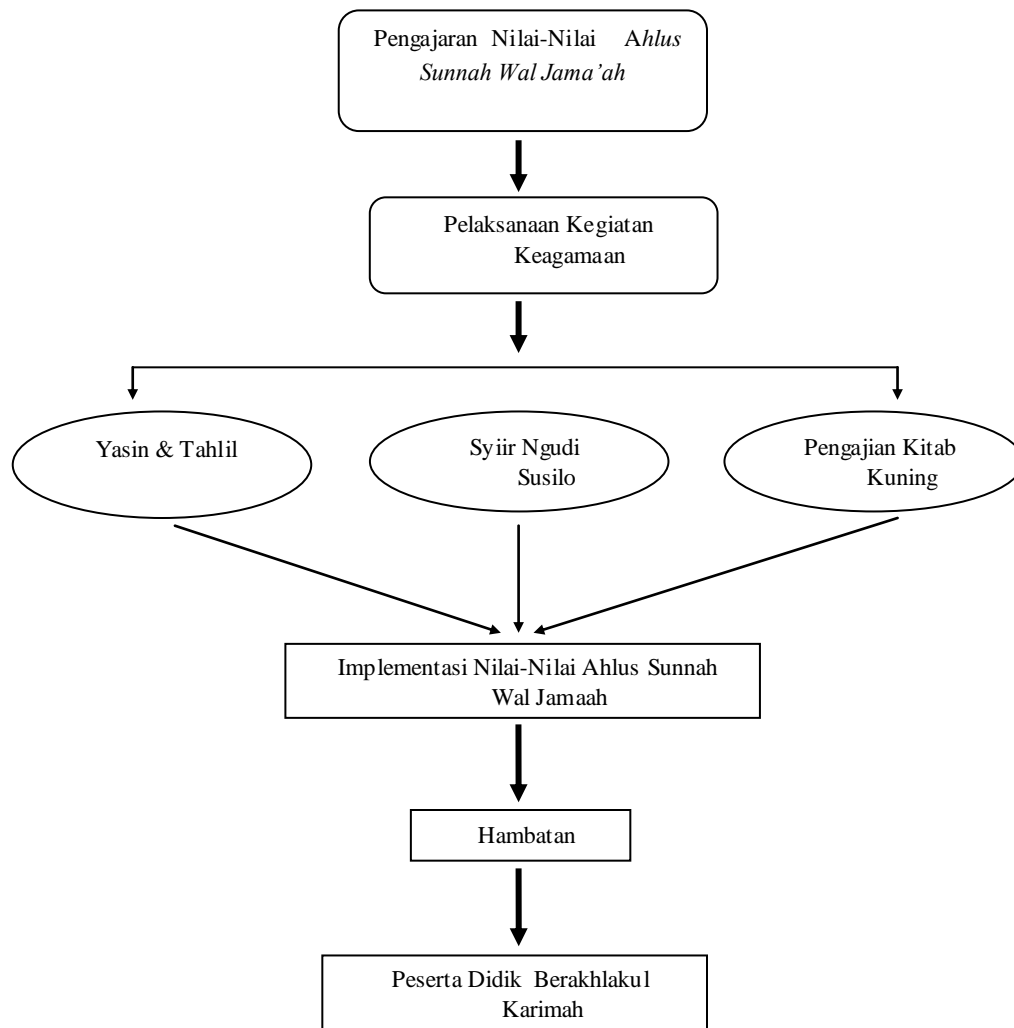 Pengajaran Nilai-Nilai Ahlus
Sunnah Wal Jama’ah
Pelaksanaan Kegiatan
Keagamaan
Yasin & Tahlil
Syiir Ngudi
Susilo
Pengajian Kitab
Kuning
Implementasi Nilai-Nilai Ahlus Sunnah
Wal Jamaah
Hambatan
Peserta Didik Berakhlakul
Karimah